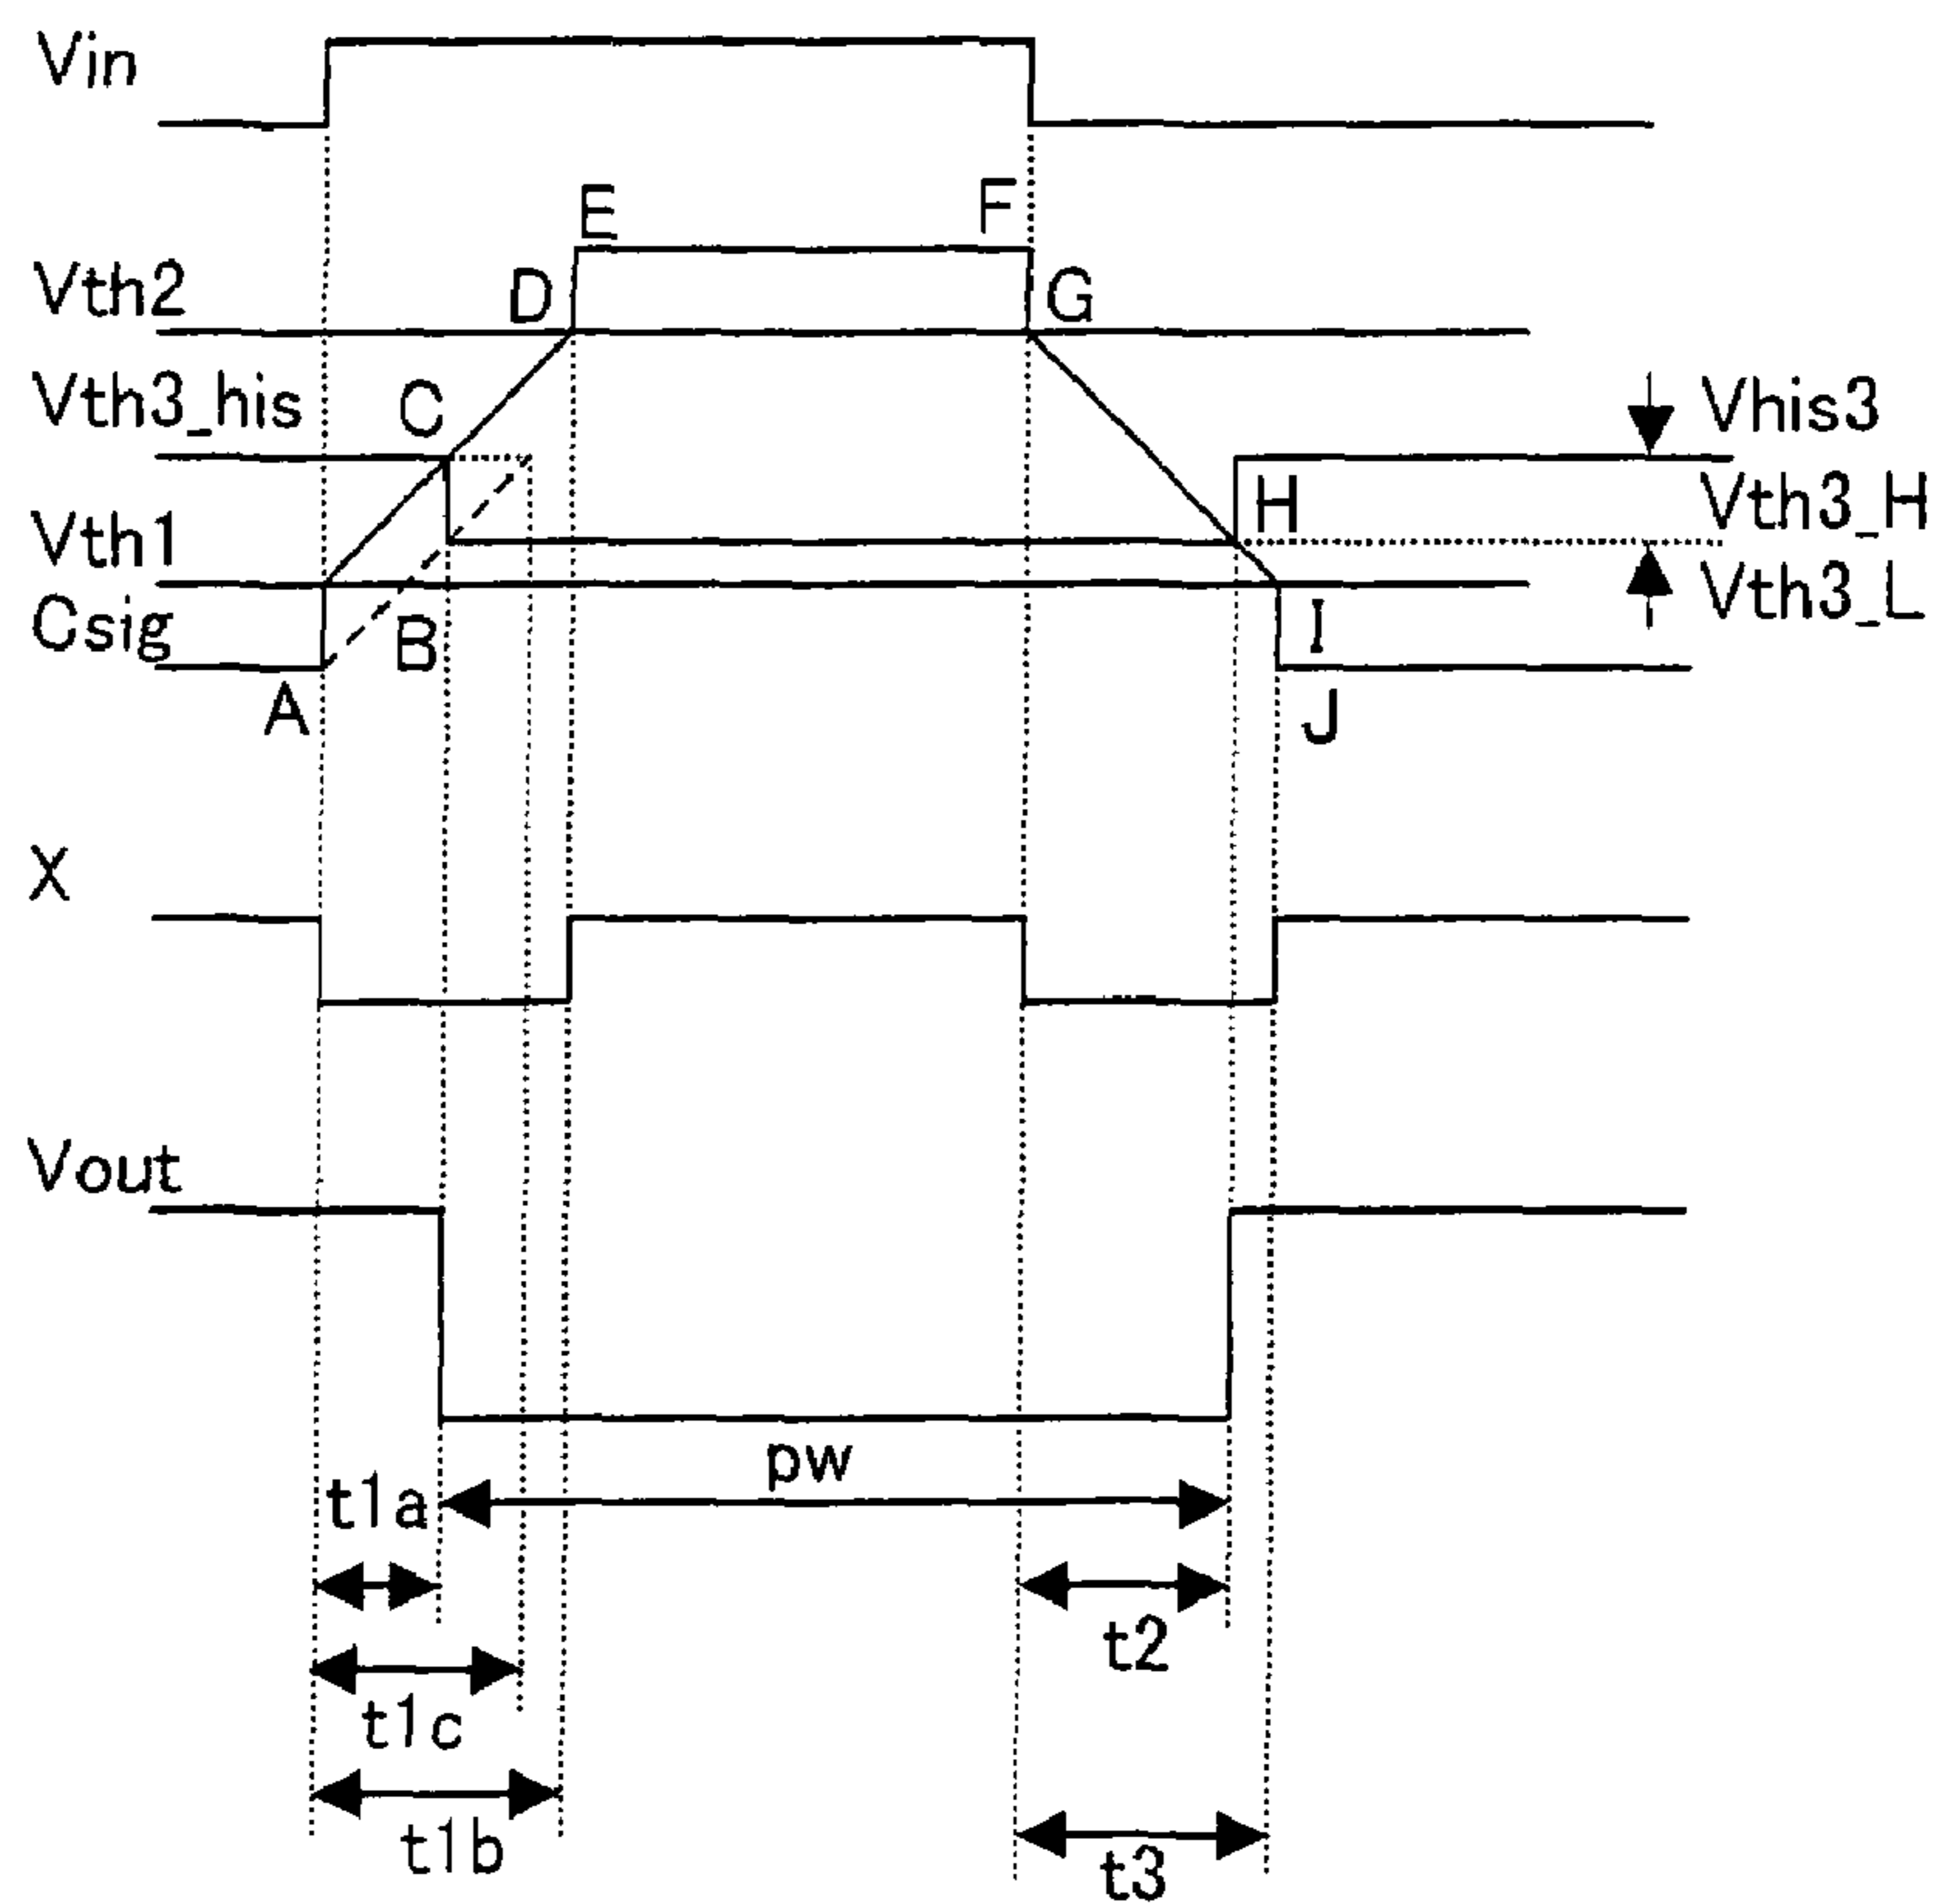 Vin
E
F
Vth2
D
G
Vth3_his
C
Vhis3
H
Vth3_H
Vth1
Vth3_L
Csig
B
I
A
J
X
Vout
pw
t1a
t2
t1c
t1b
t3